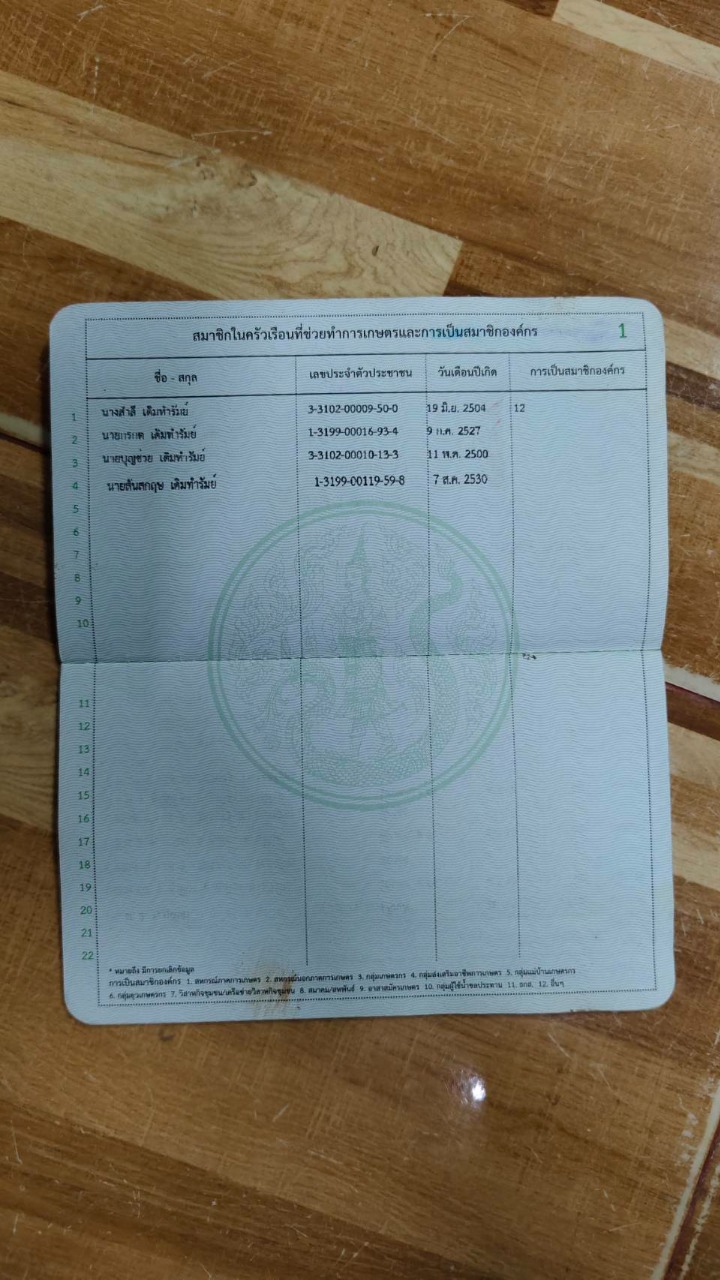 สมาชิกในครัวเรือนที่ช่วยทำการเกษตรและการเป็นสมาชิกองค์กร 1
ชื่อ - สกุล เลขประจำตัวประชาชน วันเดือนปีเกิด การเป็นสมาชิกองค์กร
1 นางสำลี เดิมทำรัมย์ 3-3102-00009-50-0 19 มิ.ย. 2504 12
2 เดิมทำรัมย์ 1-3199-00016-93-4 9 ก.ค. 2527
3 นายบุญช่วย เดิมทำรัมย์ 3-3102-00010-13-3 11 พ.ค. 2500
4 นายสันสกฤษ เดิมทำรัมย์ 1-3199-00119-59-8 7 ส.ค. 2530
5
6
7
8
9
10
11
12
13
14
15
16
17
18
19
20
21
22
* หมายถึง มีการยกเลิกข้อมูล
การเป็นสมาชิกองค์กร 1. สหกรณ์ภาคการเกษตร 2. สหกรณ์นอกภาคการเกษตร 3. กลุ่มเกษตรกร 4. กลุ่มส่งเสริมอาชีพการเกษตร 5. กลุ่มแม่บ้านเกษตรกร
6. กลุ่มยุวเกษตรกร 7. วิสาหกิจชุมชน/เครือข่ายวิสาหกิจชุมชน 8. สมาคม/สหพันธ์ 9. อาสาสมัครเกษตร 10. กลุ่มผู้ใช้น้ำชลประทาน 11. ธกส. 12. อื่นๆ